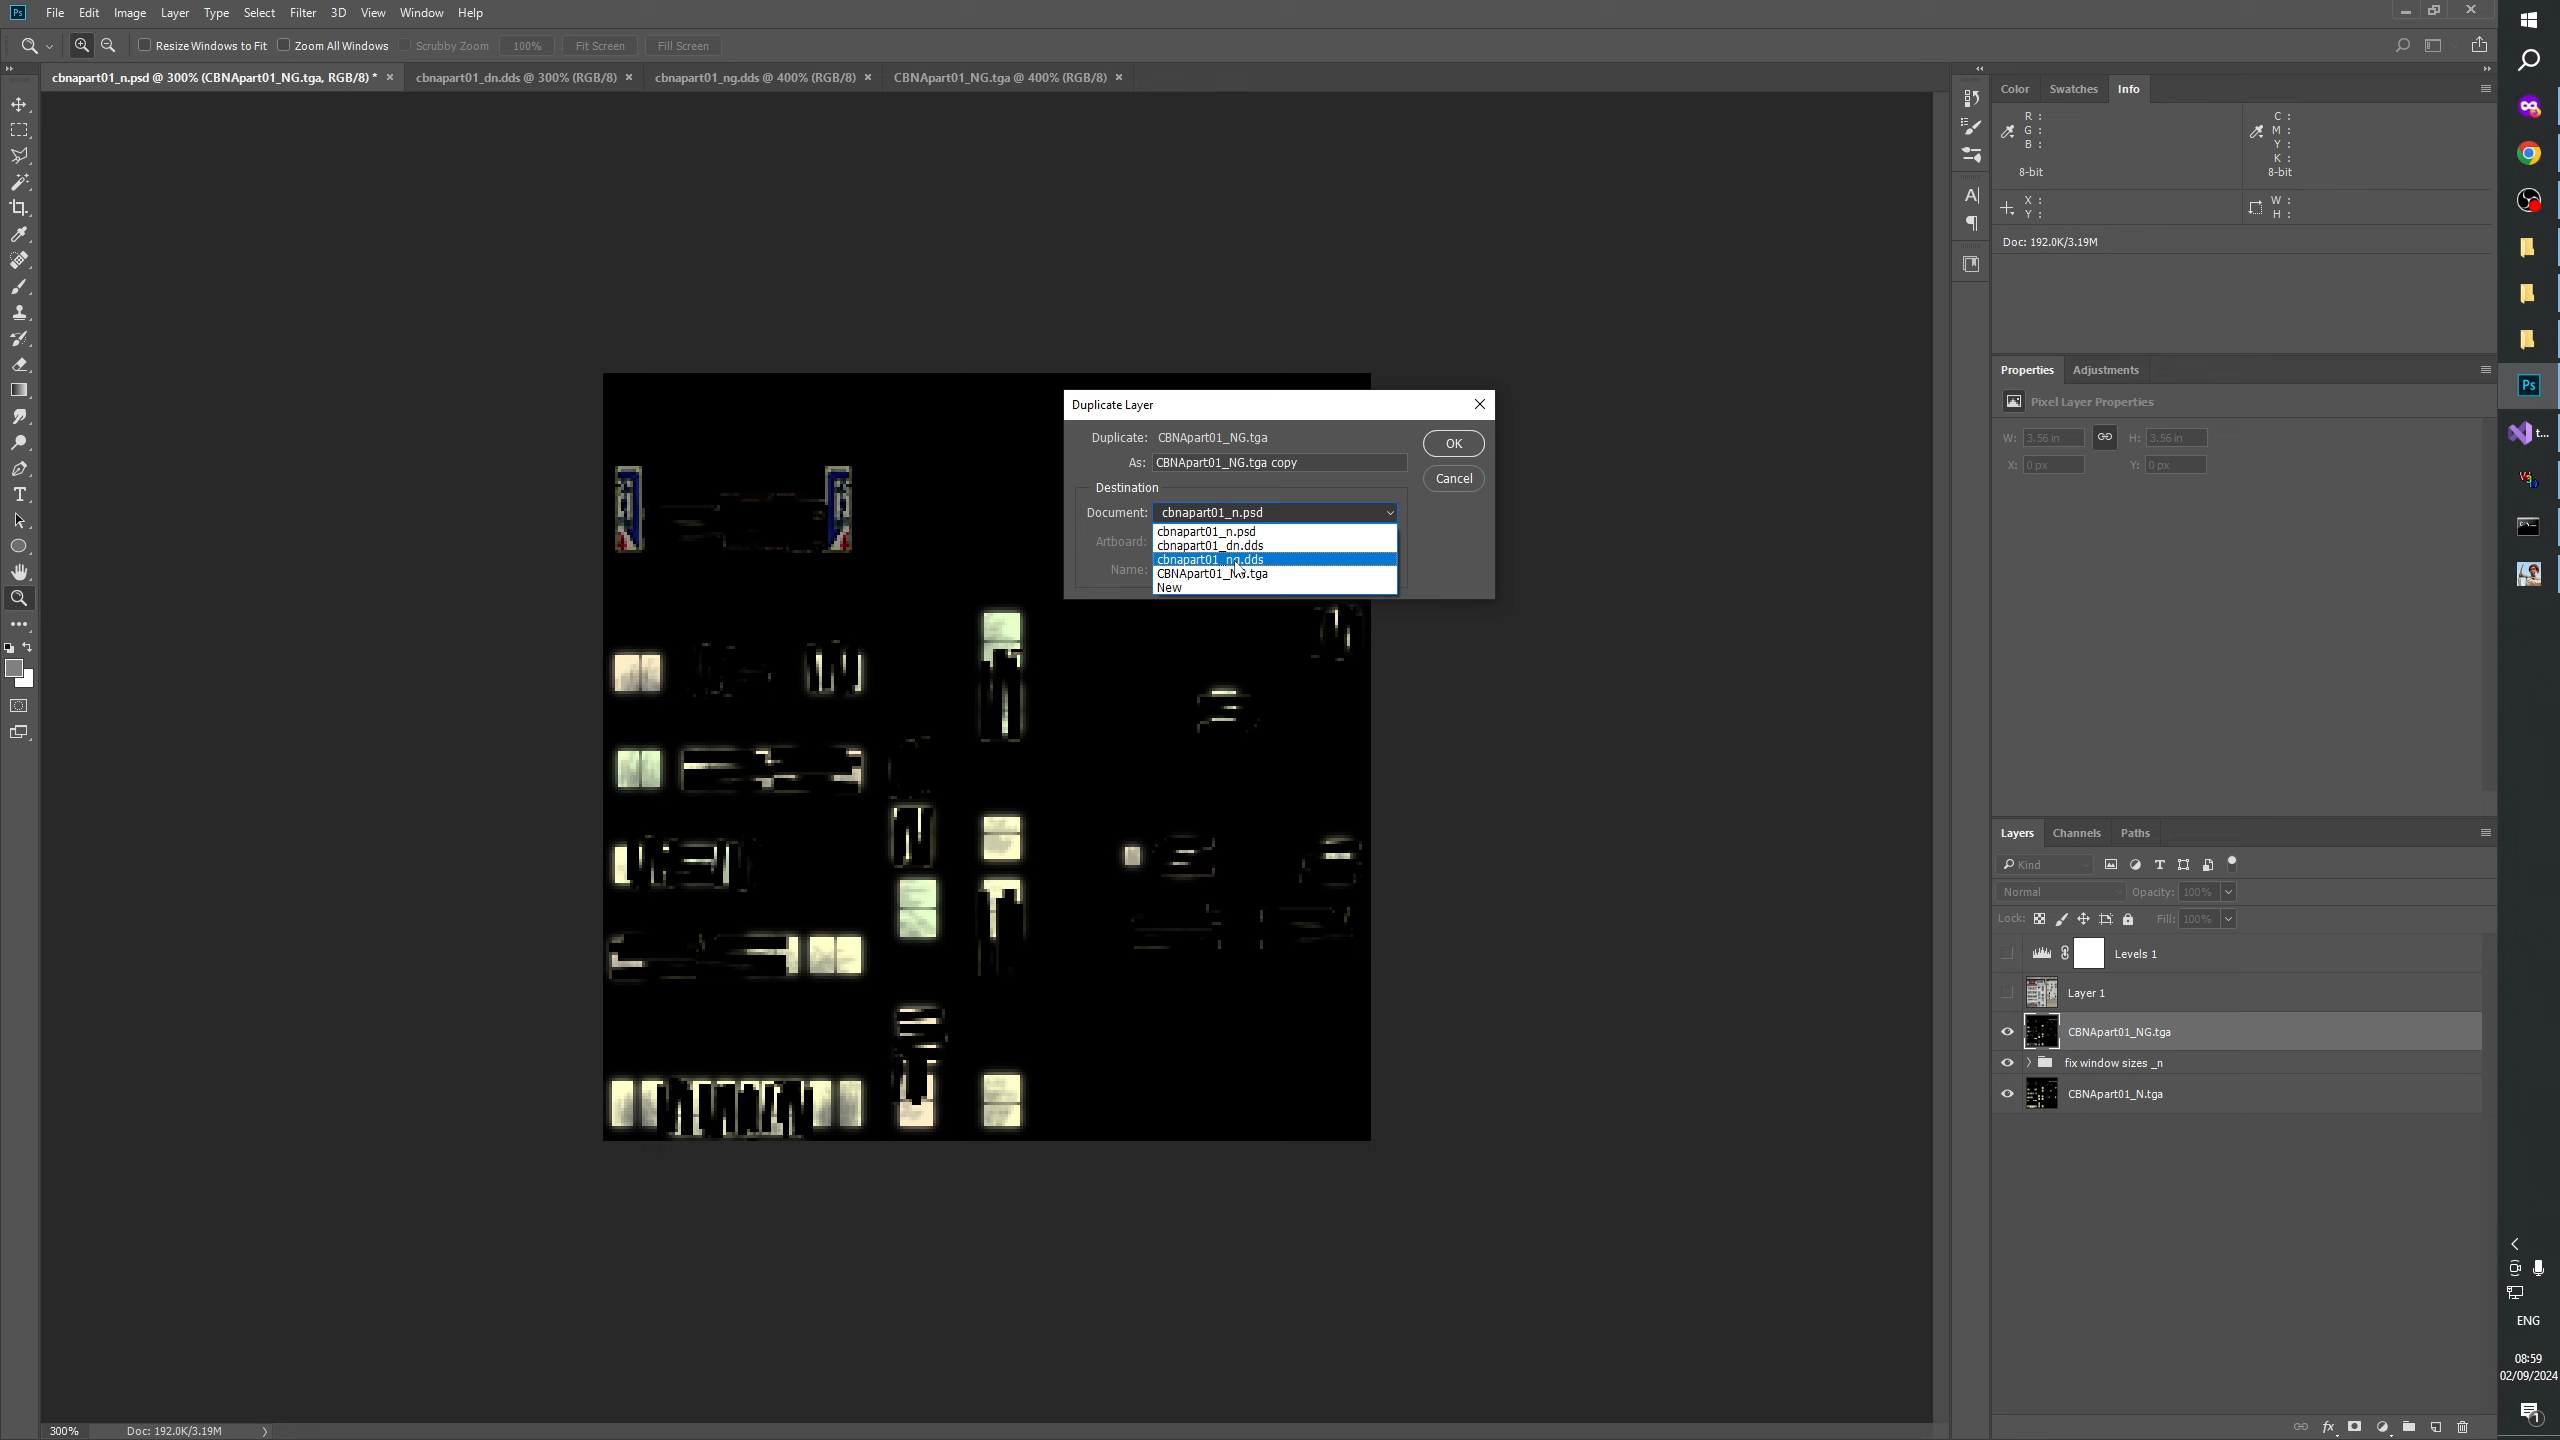 Ps File Edit Image Layer Type Select Filter 3D View Window Help
Resize Windows to Fit Zoom All Windows Scrubby Zoom 100% Fit Screen Fill Screen
cbnapart01_n.psd @ 300% (CBNApart01_NG.tga, RGB/8) * × cbnapart01_dn.dds @ 300% (RGB/8) × cbnapart01_ng.dds @ 400% (RGB/8) × CBNApart01_NG.tga @ 400% (RGB/8) ×
Color Swatches Info
R :
G :
B :
8-bit
C :
M :
Y :
K :
8-bit
X :
Y :
W :
H :
Doc: 192.0K/3.19M
Properties Adjustments
Pixel Layer Properties
W: 3.56 in H: 3.56 in
X: 0 px Y: 0 px
Duplicate Layer
Duplicate: CBNApart01_NG.tga
As: CBNApart01_NG.tga copy
OK
Cancel
Destination
Document: cbnapart01_n.psd
cbnapart01_n.psd
cbnapart01_dn.dds
cbnapart01_ng.dds
CBNApart01_NG.tga
New
Artboard:
Name:
Layers Channels Paths
Kind
Normal Opacity: 100%
Lock: Fill: 100%
Levels 1
Layer 1
CBNApart01_NG.tga
fix window sizes _n
CBNApart01_N.tga
300% Doc: 192.0K/3.19M
Ps
t...
ENG
08:59
02/09/2024
1